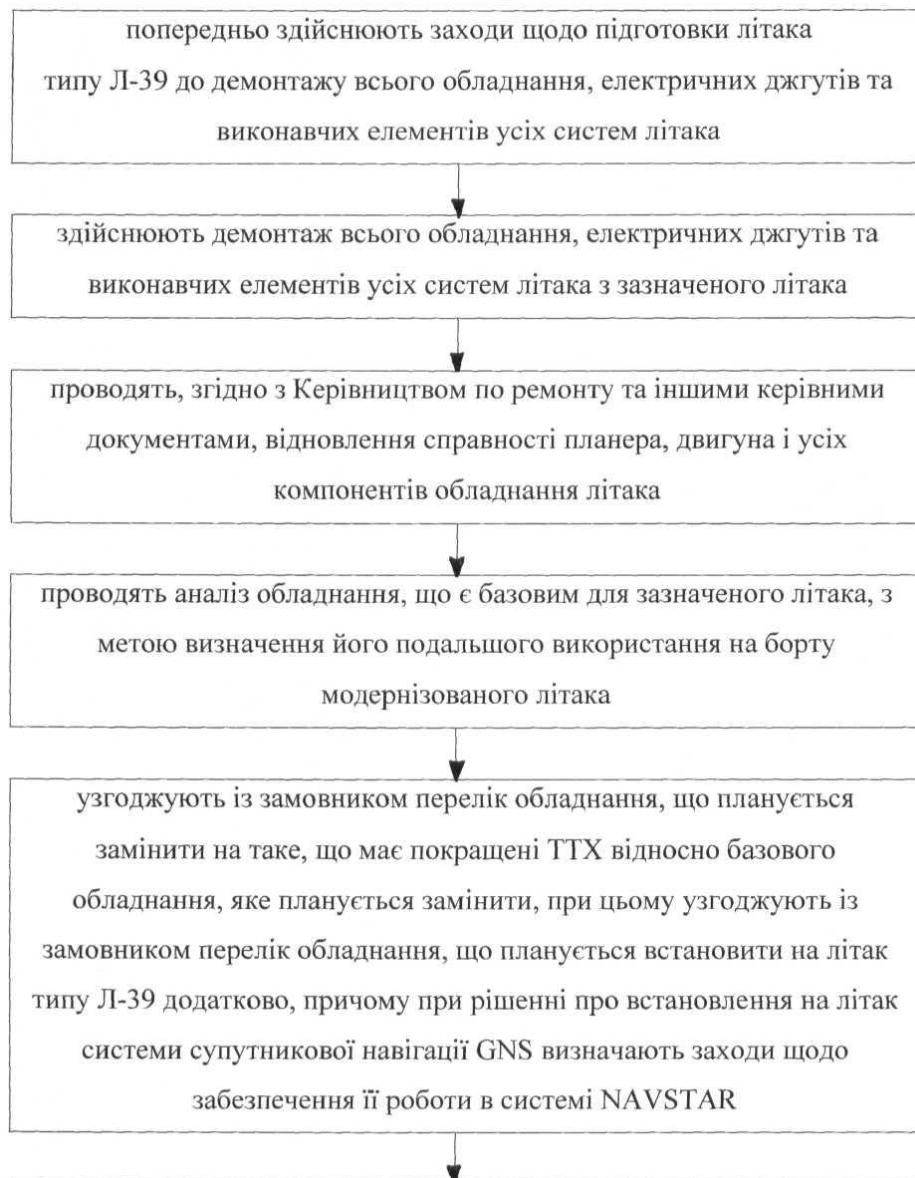 попередньо здійснюють заходи щодо підготовки літака
типу Л-39 до демонтажу всього обладнання, електричних джгутів та
виконавчих елементів усіх систем літака
здійснюють демонтаж всього обладнання, електричних джгутів та
виконавчих елементів усіх систем літака з зазначеного літака
проводять, згідно з Керівництвом по ремонту та іншими керівними
документами, відновлення справності планера, двигуна і усіх
компонентів обладнання літака
проводять аналіз обладнання, що є базовим для зазначеного літака, з
метою визначення його подальшого використання на борту
модернізованого літака
узгоджують із замовником перелік обладнання, що планується
замінити на таке, що має покращені ТТХ відносно базового
обладнання, яке планується замінити, при цьому узгоджують із
замовником перелік обладнання, що планується встановити на літак
типу Л-39 додатково, причому при рішенні про встановлення на літак
системи супутникової навігації GNS визначають заходи щодо
забезпечення її роботи в системі NAVSTAR